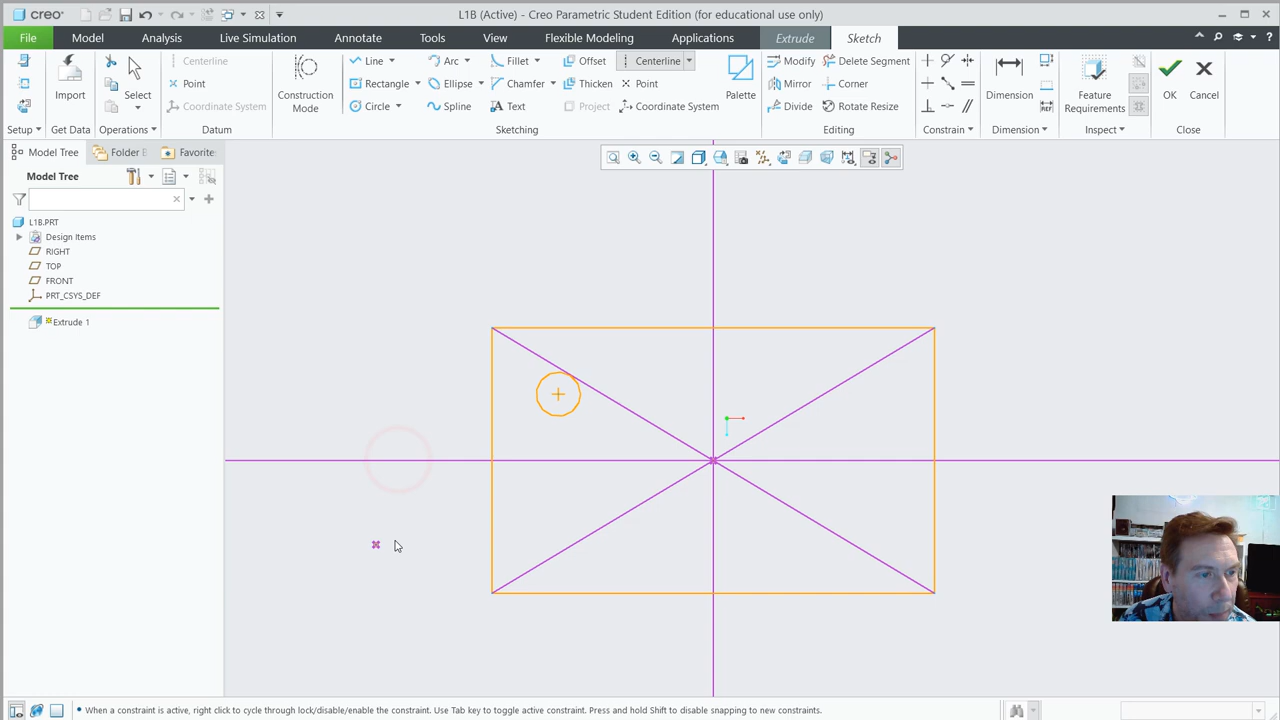 creo
L1B (Active) - Creo Parametric Student Edition (for educational use only)
File Model Analysis Live Simulation Annotate Tools View Flexible Modeling Applications Extrude Sketch
Centerline Line Arc Fillet Offset Centerline Modify Delete Segment
Point Rectangle Ellipse Chamfer Thicken Point Mirror Corner
Import Select Coordinate System Construction Mode Circle Spline Text Project Coordinate System Palette Divide Rotate Resize Dimension Feature Requirements OK Cancel
Setup Get Data Operations Datum Sketching Editing Constrain Dimension Inspect Close
Model Tree Folder B Favorite
Model Tree
L1B.PRT
Design Items
RIGHT
TOP
FRONT
PRT_CSYS_DEF
Extrude 1
When a constraint is active, right click to cycle through lock/disable/enable the constraint. Use Tab key to toggle active constraint. Press and hold Shift to disable snapping to new constraints.